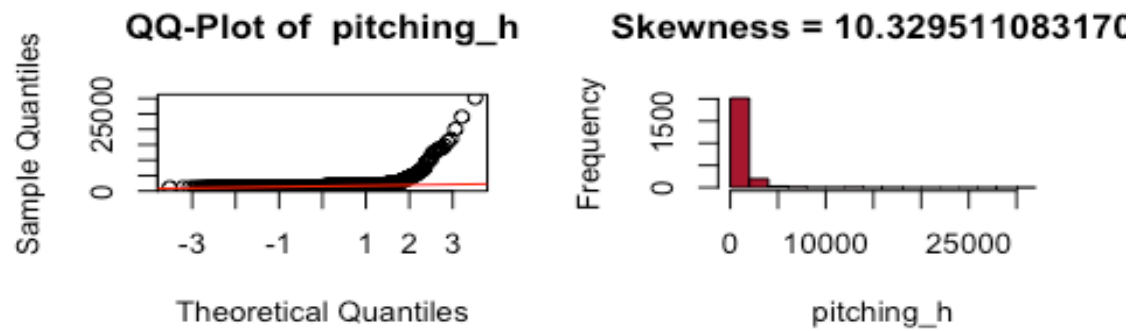 QQ-Plot of pitching_h
Sample Quantiles
25000
0
-3
-1
1
2
3
Theoretical Quantiles
Skewness = 10.329511083170
Frequency
1500
0
0
10000
25000
pitching_h